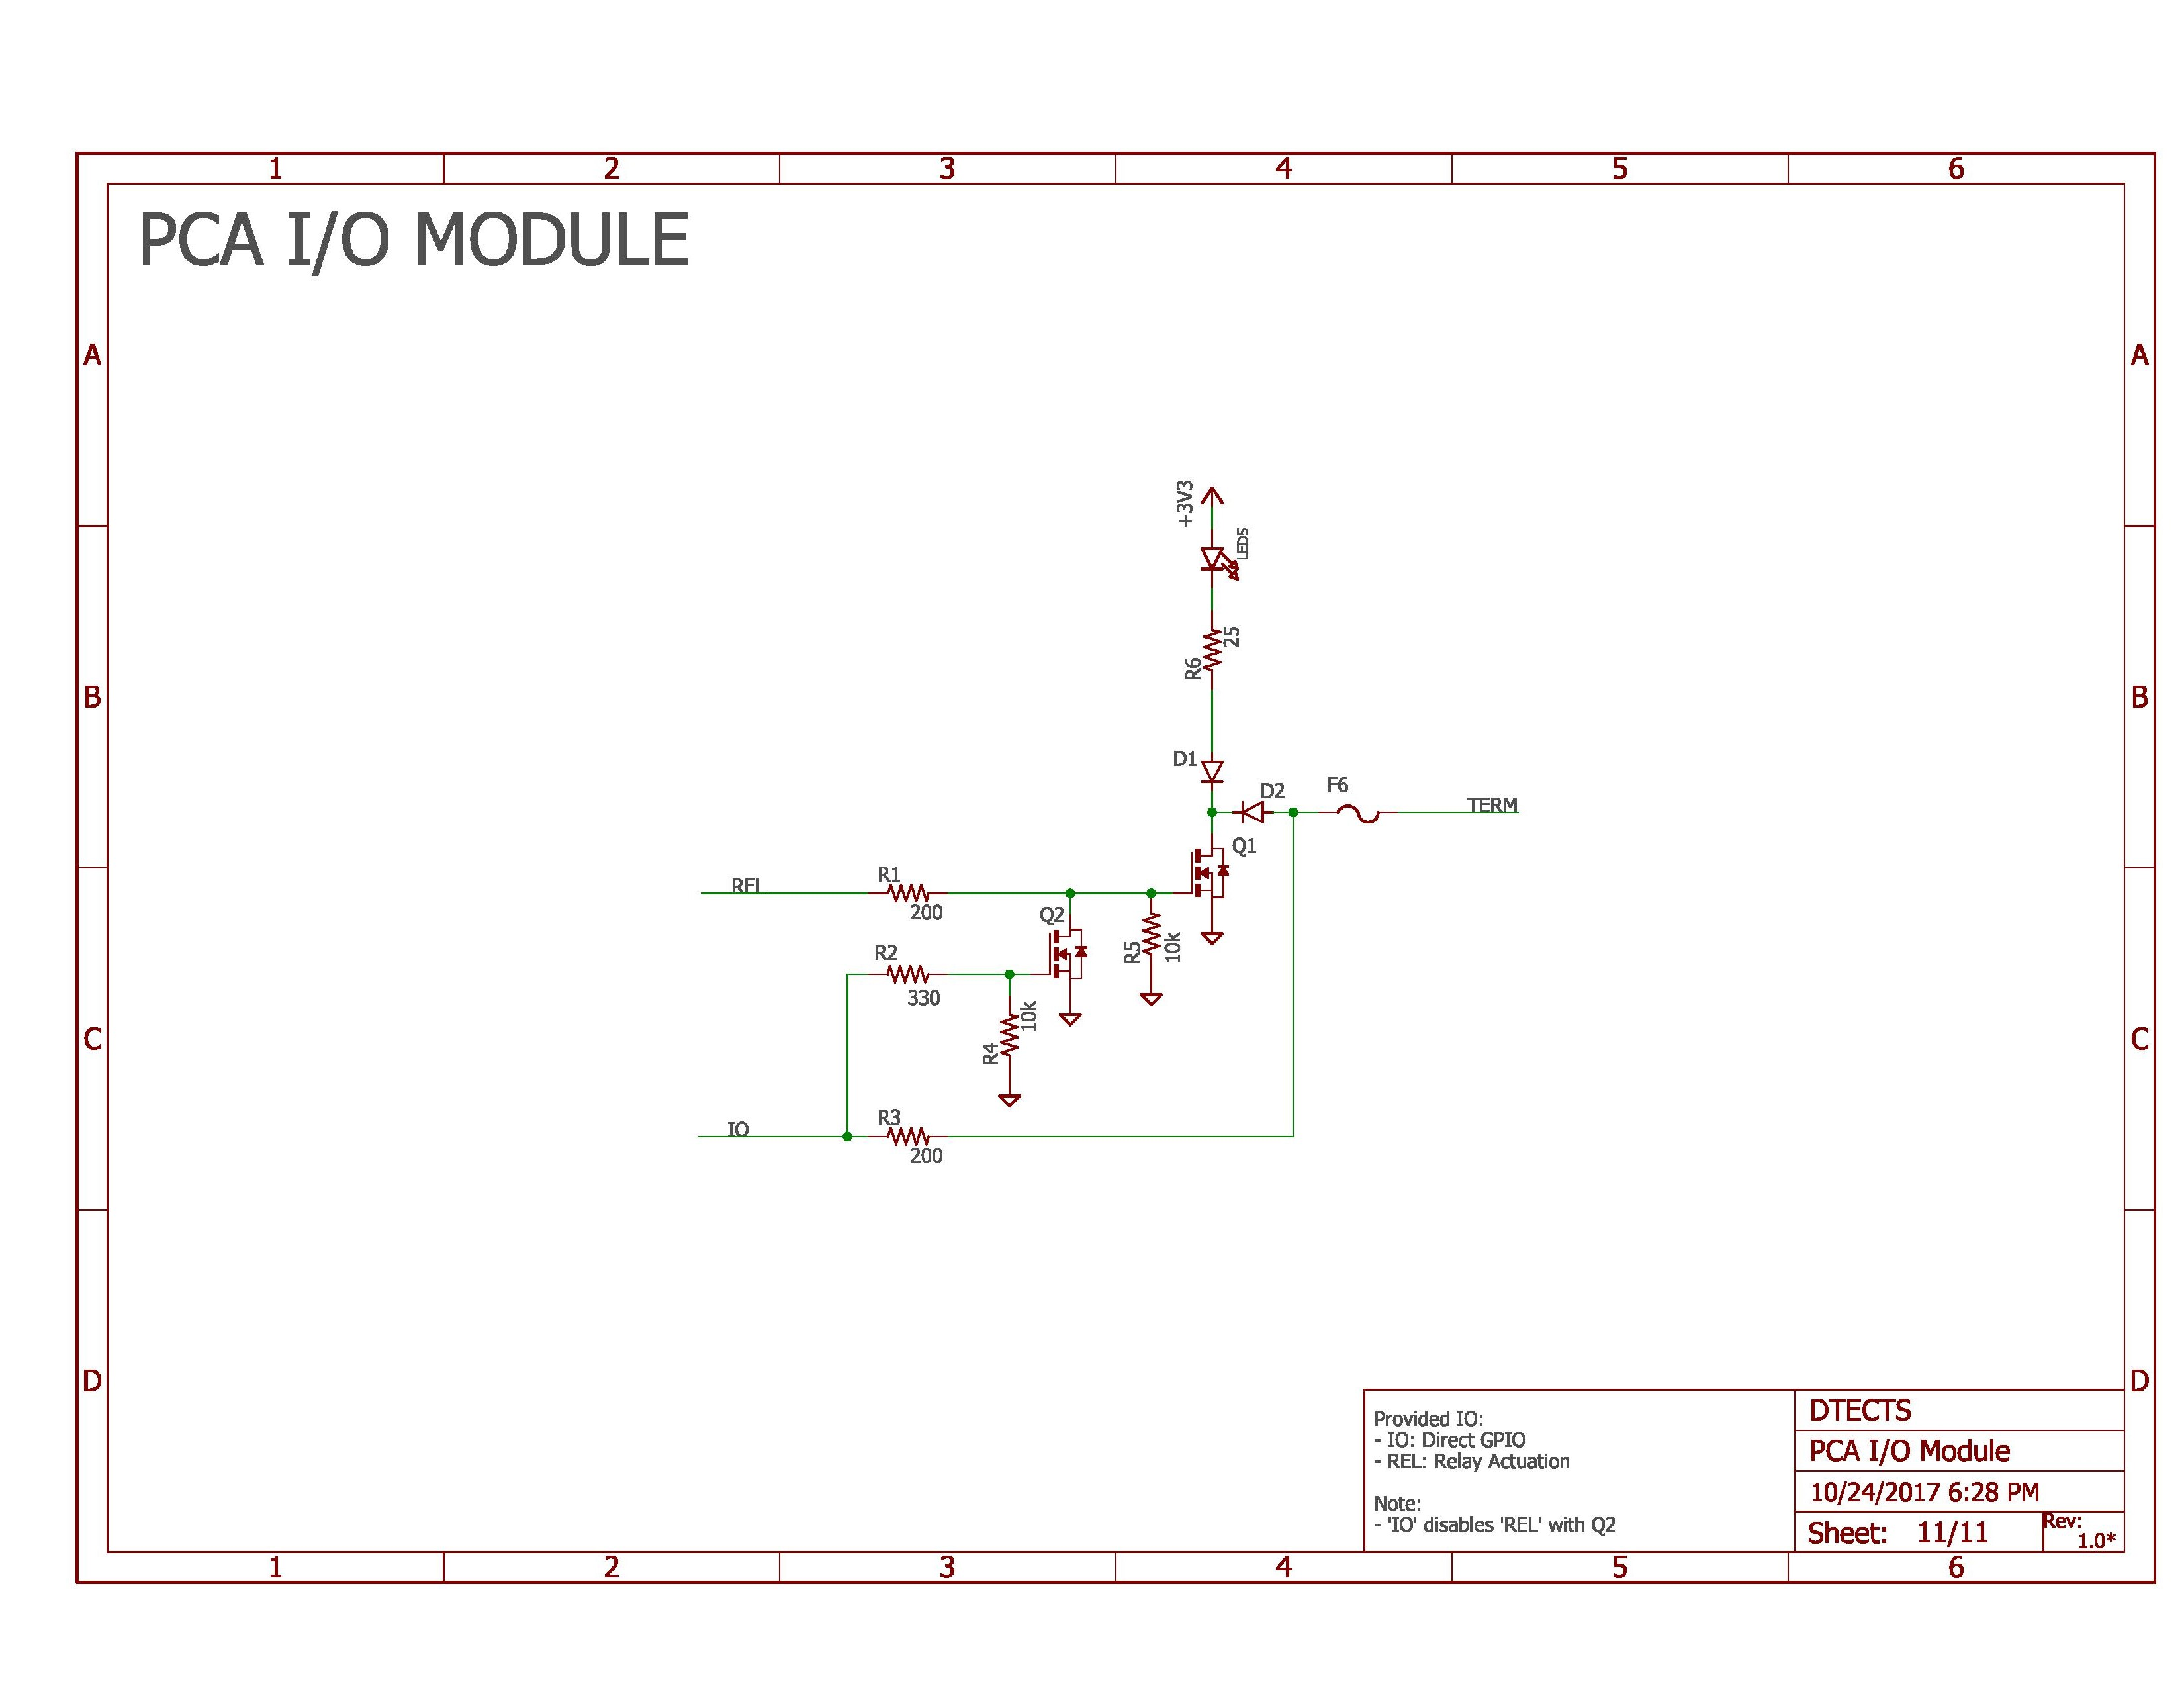 1 2 3 4 5 6
PCA I/O MODULE
A A
+3V3
LED5
B B
25
R6
D1
D2
F6
TERM
Q1
R1
REL
200
Q2
R5
10k
R2
330
10k
R4
C C
R3
IO
200
D D
Provided IO:
- IO: Direct GPIO
- REL: Relay Actuation
Note:
- 'IO' disables 'REL' with Q2
DTECTS
PCA I/O Module
10/24/2017 6:28 PM
Sheet: 11/11
Rev:
1.0*
1 2 3 4 5 6